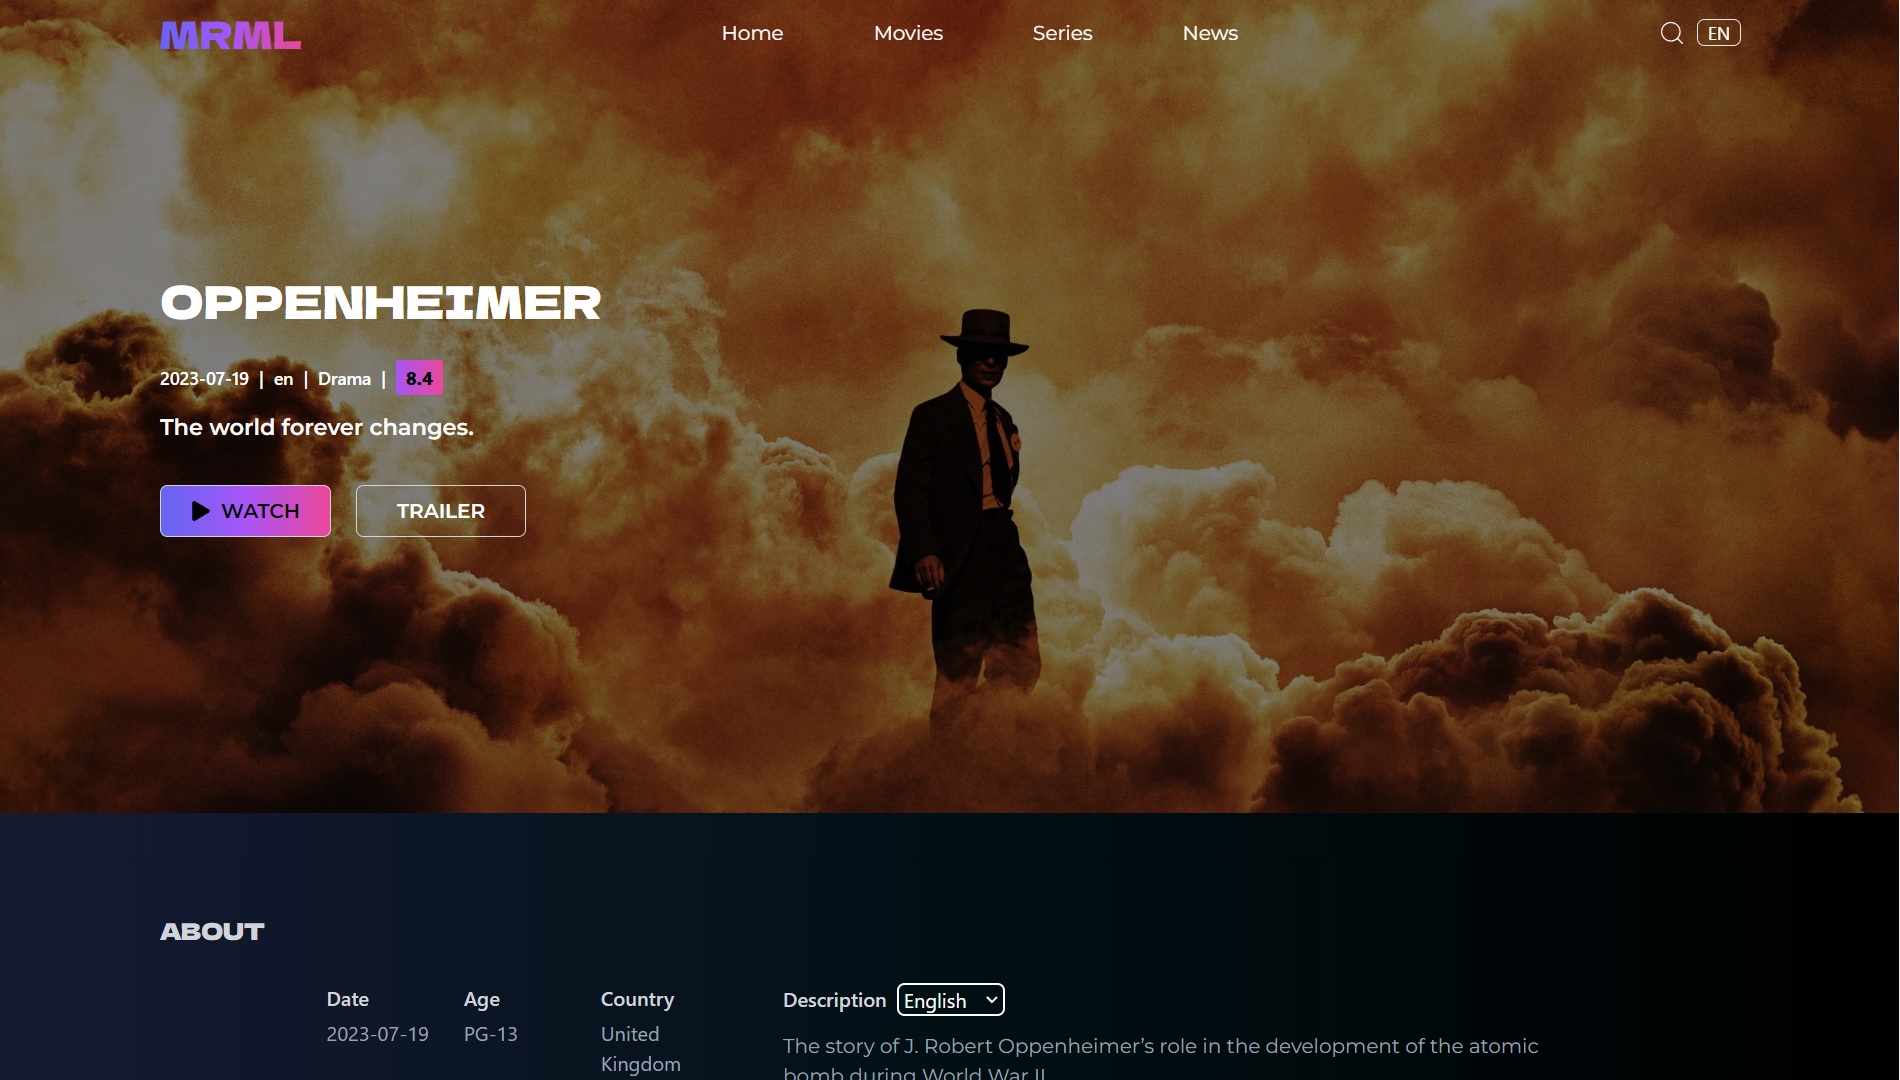 MRML
Home
Movies
Series
News
EN
OPPENHEIMER
2023-07-19 | en | Drama | 8.4
The world forever changes.
WATCH
TRAILER
ABOUT
Date
2023-07-19
Age
PG-13
Country
United
Kingdom
Description English
The story of J. Robert Oppenheimer’s role in the development of the atomic
bomb during World War II.